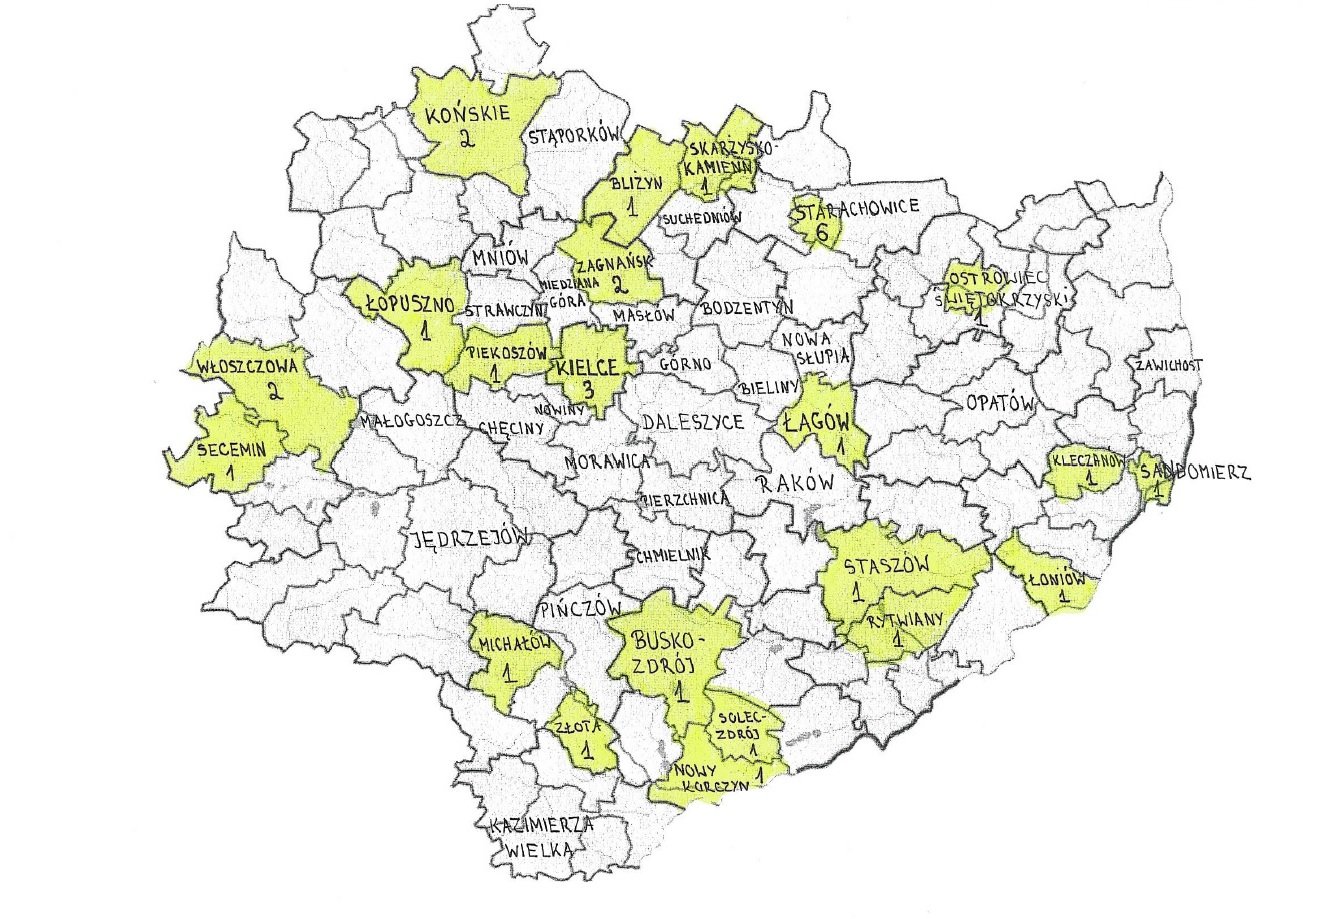 KOŃSKIE
2
STĄPORKÓW
SKARŻYSKO-
KAMIENN
1
BLIŻYN
1
SUCHEDNIÓW
STARACHOWICE
6
MNIÓW
ZAGNAŃSK
2
MIEDZIANA
GÓRA
OSTROWIEC
ŚWIĘTOKRZYSKI
1
ŁOPUSZNO
1
STRAWCZYN
MASŁÓW
BODZENTYN
NOWA
SŁUPIA
WŁOSZCZOWA
2
PIEKOSZÓW
1
KIELCE
3
GÓRNO
BIELINY
ZAWICHOST
MAŁOGOSZCZ
CHĘCINY
NOWINY
DALESZYCE
ŁAGÓW
1
OPATÓW
SECEMIN
1
MORAWICA
PIERZCHNICA
RAKÓW
KLECZANÓW
1
SANDOMIERZ
1
JĘDRZEJÓW
CHMIELNIK
STASZÓW
1
ŁONIÓW
1
PIŃCZÓW
RYTWIANY
1
MICHAŁÓW
1
BUSKO-
ZDRÓJ
1
ZŁOTA
1
SOLEC-
ZDRÓJ
1
NOWY
KORCZYN
1
KAZIMIERZA
WIELKA